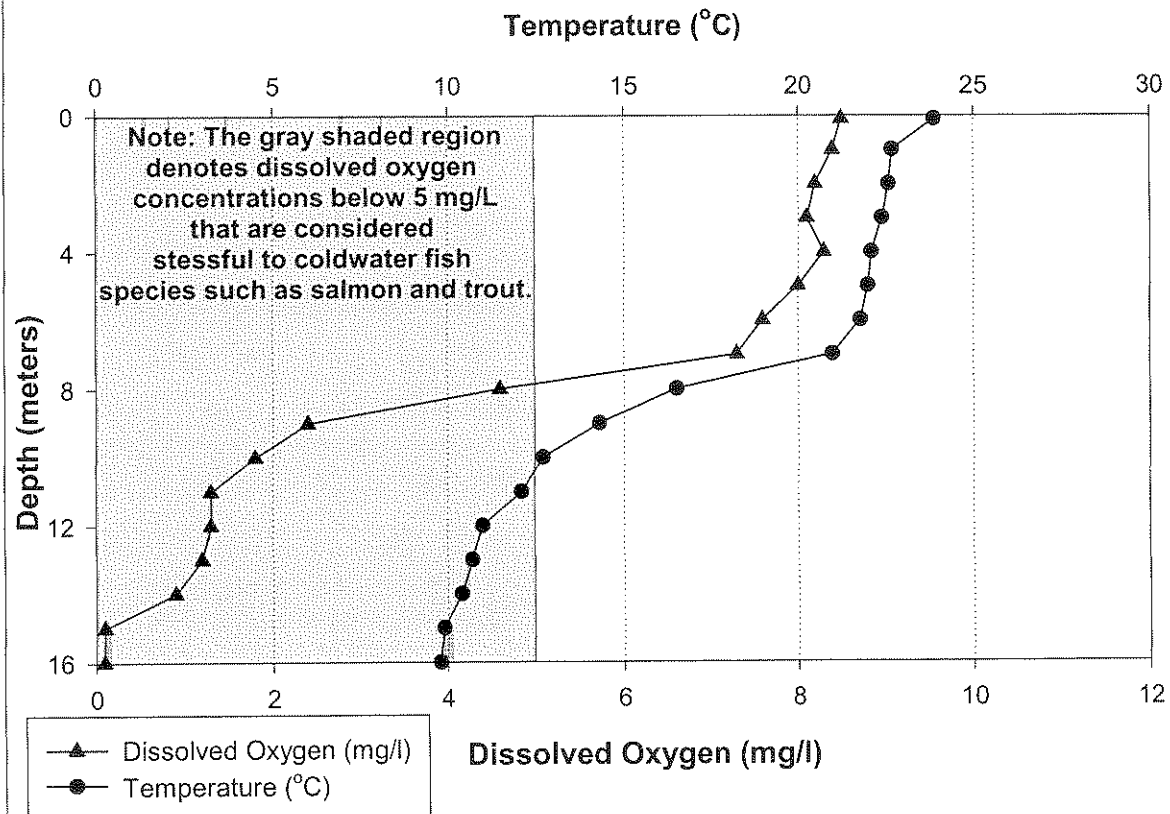 Temperature (°C)
0 5 10 15 20 25 30
Note: The gray shaded region
denotes dissolved oxygen
concentrations below 5 mg/L
that are considered
stessful to coldwater fish
species such as salmon and trout.
Depth (meters)
0
4
8
12
16
0 2 4 6 8 10 12
Dissolved Oxygen (mg/l)
Dissolved Oxygen (mg/l)
Temperature (°C)